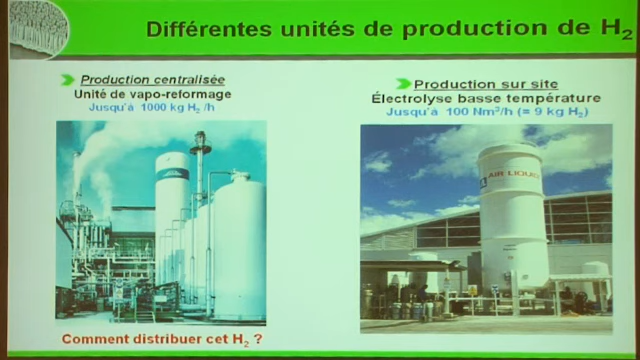 Différentes unités de production de H₂
Production centralisée
Unité de vapo-reformage
Jusqu'à 1000 kg H₂ /h
Production sur site
Électrolyse basse température
Jusqu'à 100 Nm³/h (= 9 kg H₂)
AIR LIQUIDE
Comment distribuer cet H₂ ?